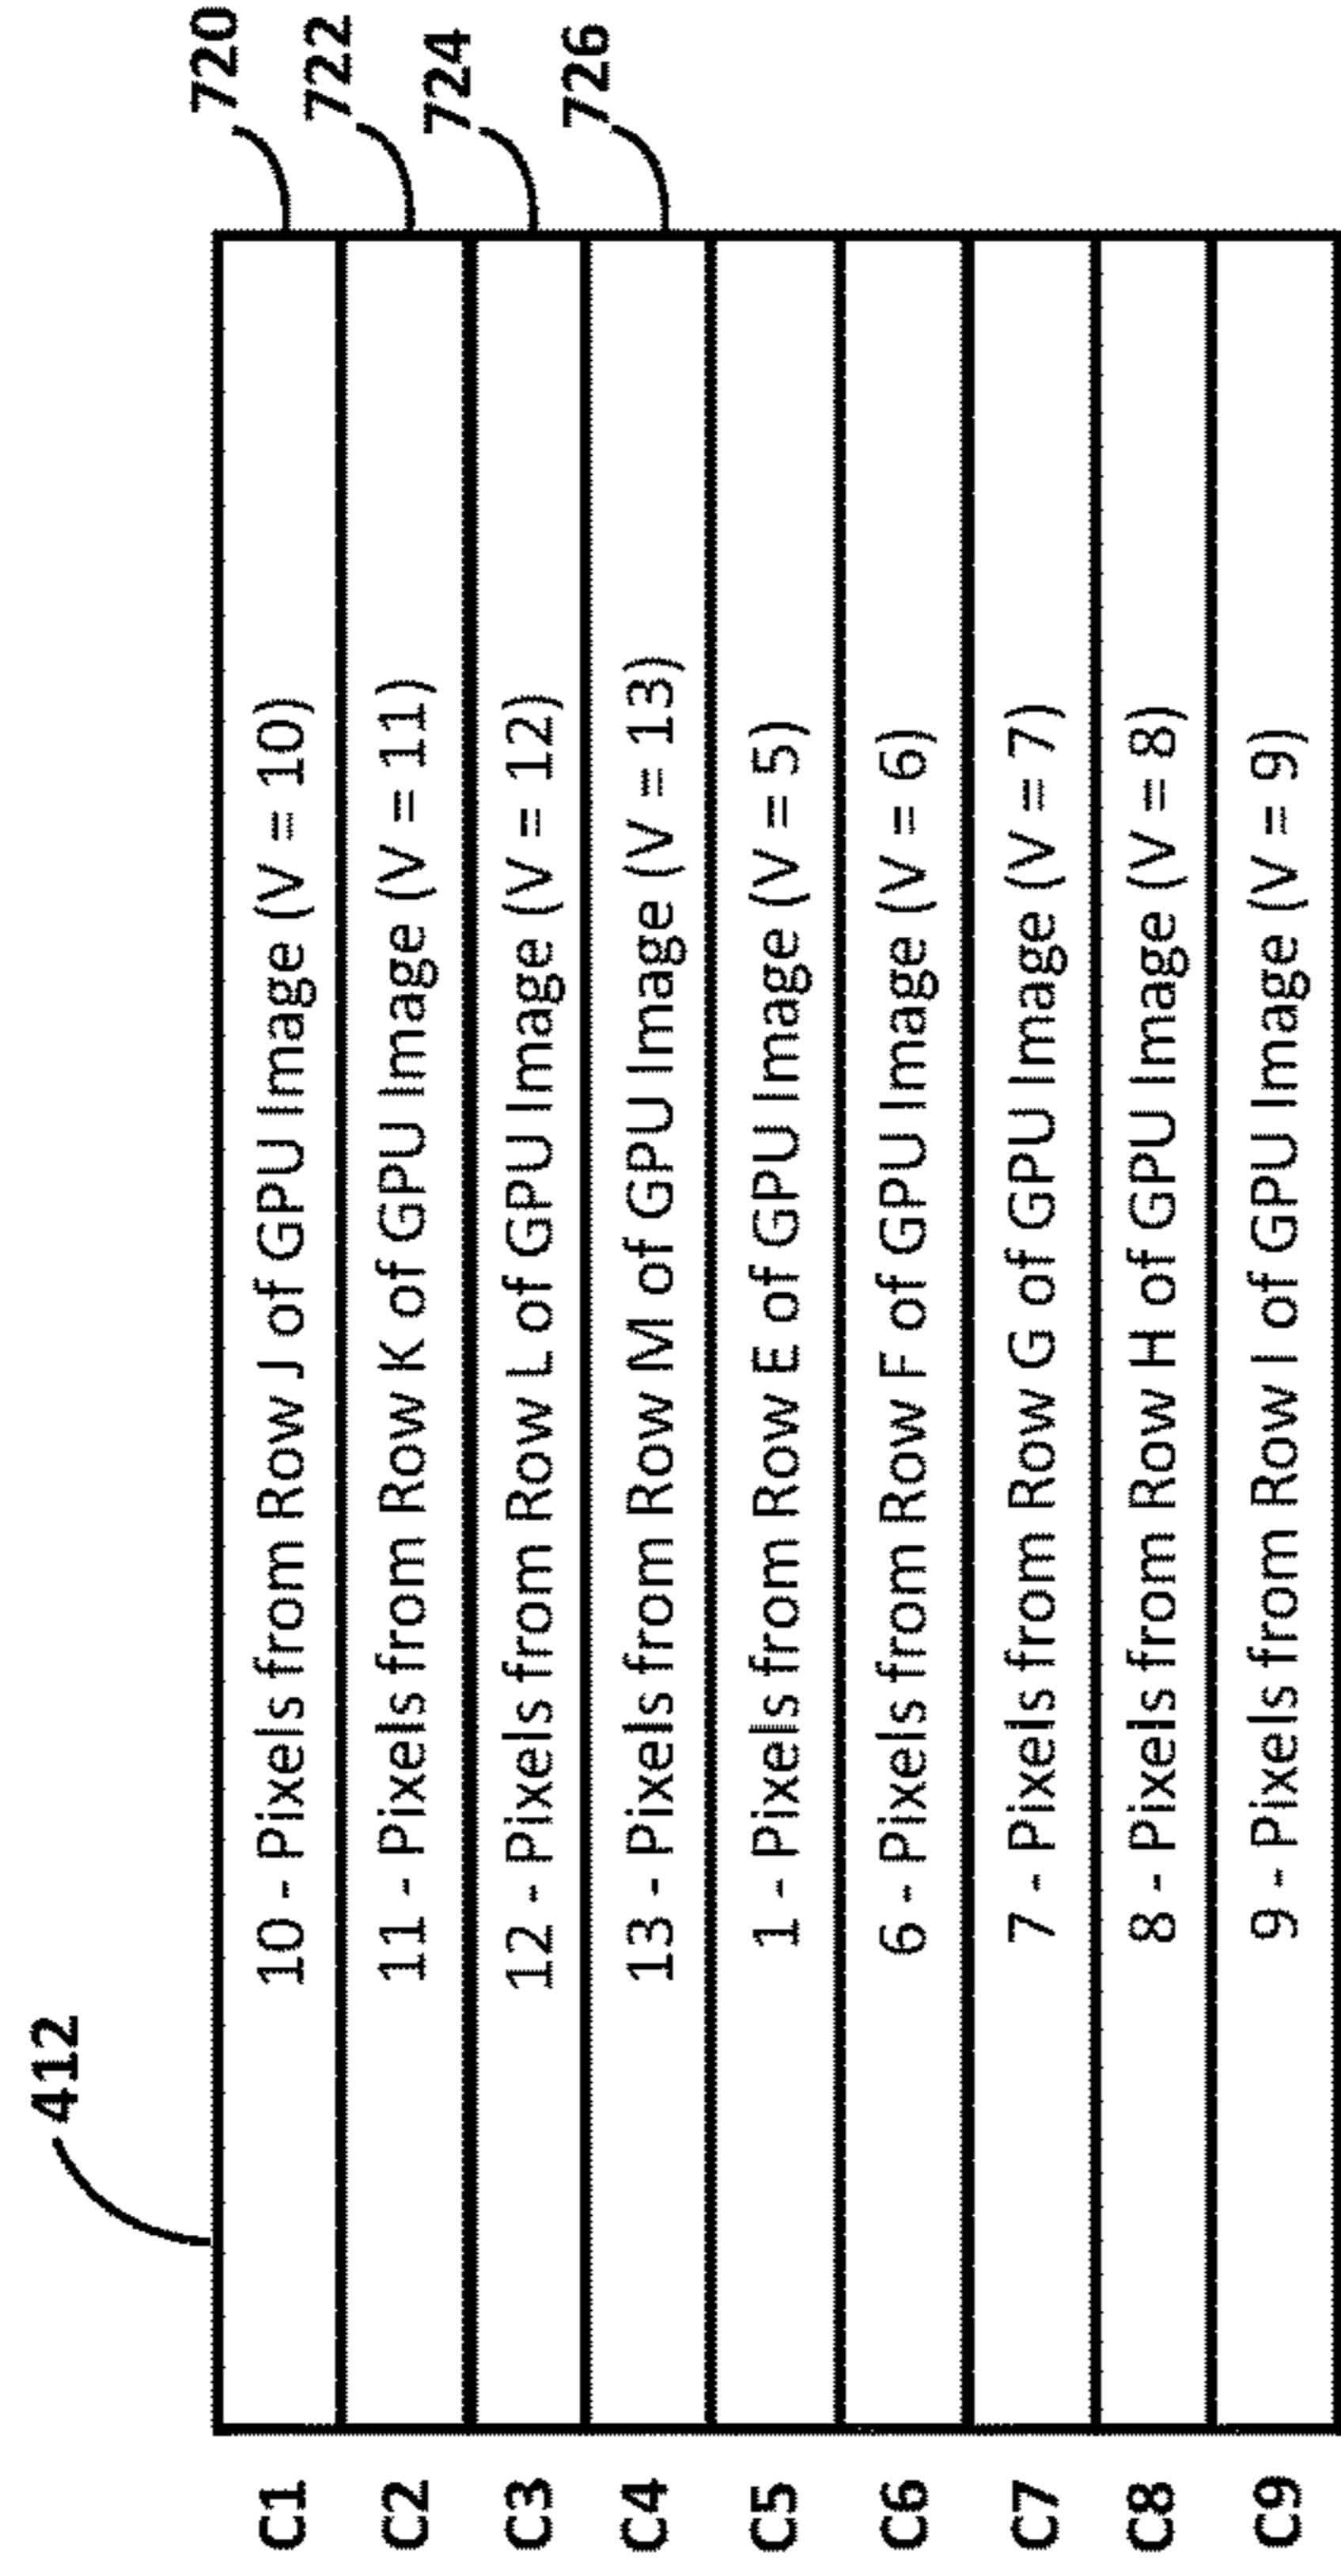 412
C1 10 - Pixels from Row J of GPU Image (V = 10) 720
C2 11 - Pixels from Row K of GPU Image (V = 11) 722
C3 12 - Pixels from Row L of GPU Image (V = 12) 724
C4 13 - Pixels from Row M of GPU Image (V = 13) 726
C5 1 - Pixels from Row E of GPU Image (V = 5)
C6 6 - Pixels from Row F of GPU Image (V = 6)
C7 7 - Pixels from Row G of GPU Image (V = 7)
C8 8 - Pixels from Row H of GPU Image (V = 8)
C9 9 - Pixels from Row I of GPU Image (V = 9)